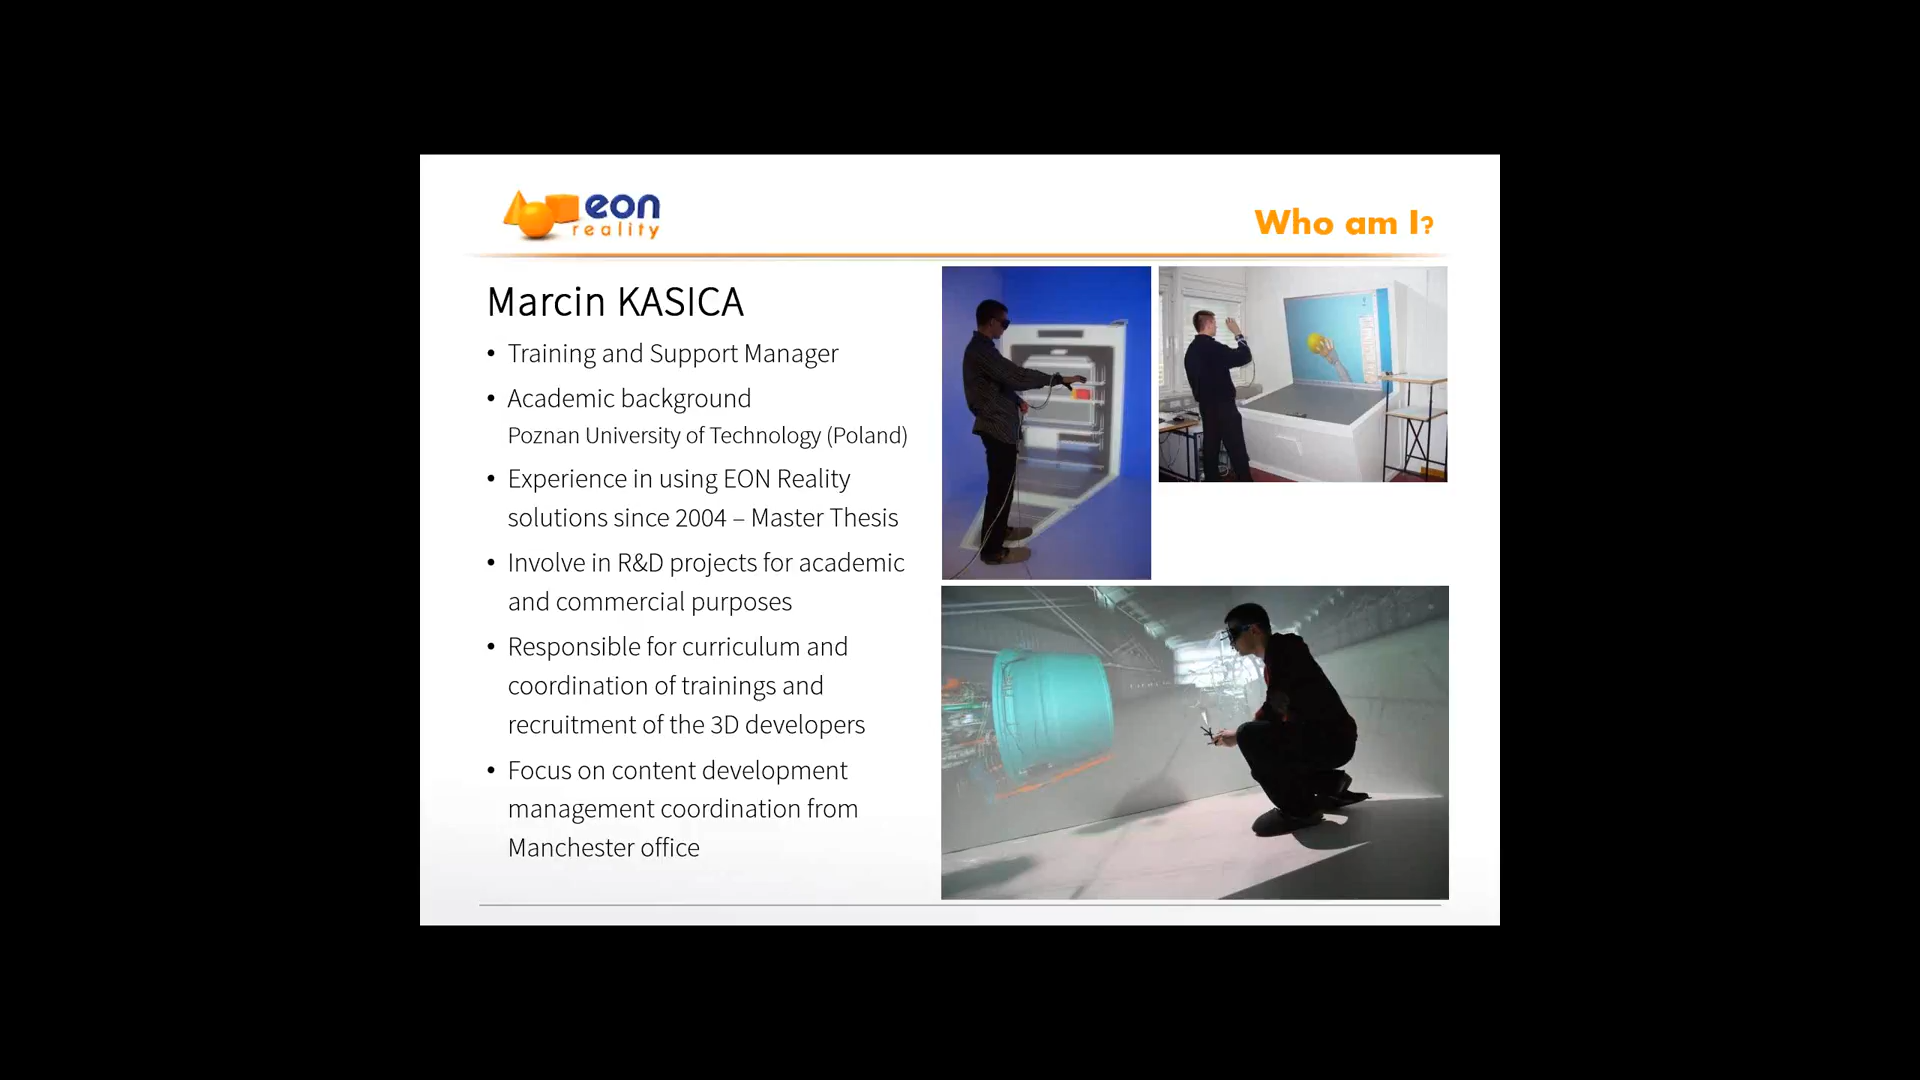 eon
reality
Who am I?
Marcin KASICA
• Training and Support Manager
• Academic background
Poznan University of Technology (Poland)
• Experience in using EON Reality
solutions since 2004 – Master Thesis
• Involve in R&D projects for academic
and commercial purposes
• Responsible for curriculum and
coordination of trainings and
recruitment of the 3D developers
• Focus on content development
management coordination from
Manchester office